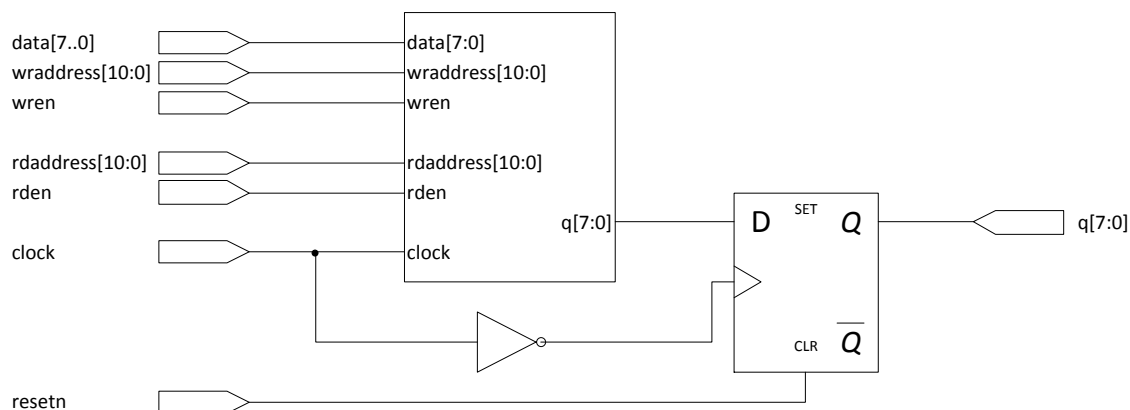 data[7..0]
data[7:0]
wraddress[10:0]
wraddress[10:0]
wren
wren
rdaddress[10:0]
rdaddress[10:0]
rden
rden
q[7:0]
D
SET
Q
q[7:0]
clock
clock
CLR
Q
resetn